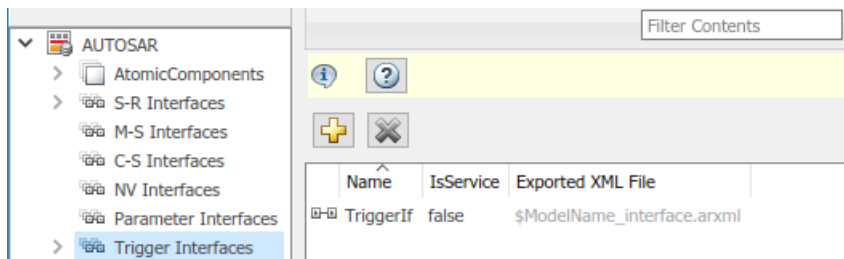 Filter Contents
AUTOSAR
AtomicComponents
S-R Interfaces
M-S Interfaces
C-S Interfaces
NV Interfaces
Parameter Interfaces
Trigger Interfaces
Name IsService Exported XML File
TriggerIf false $ModelName_interface.arxml